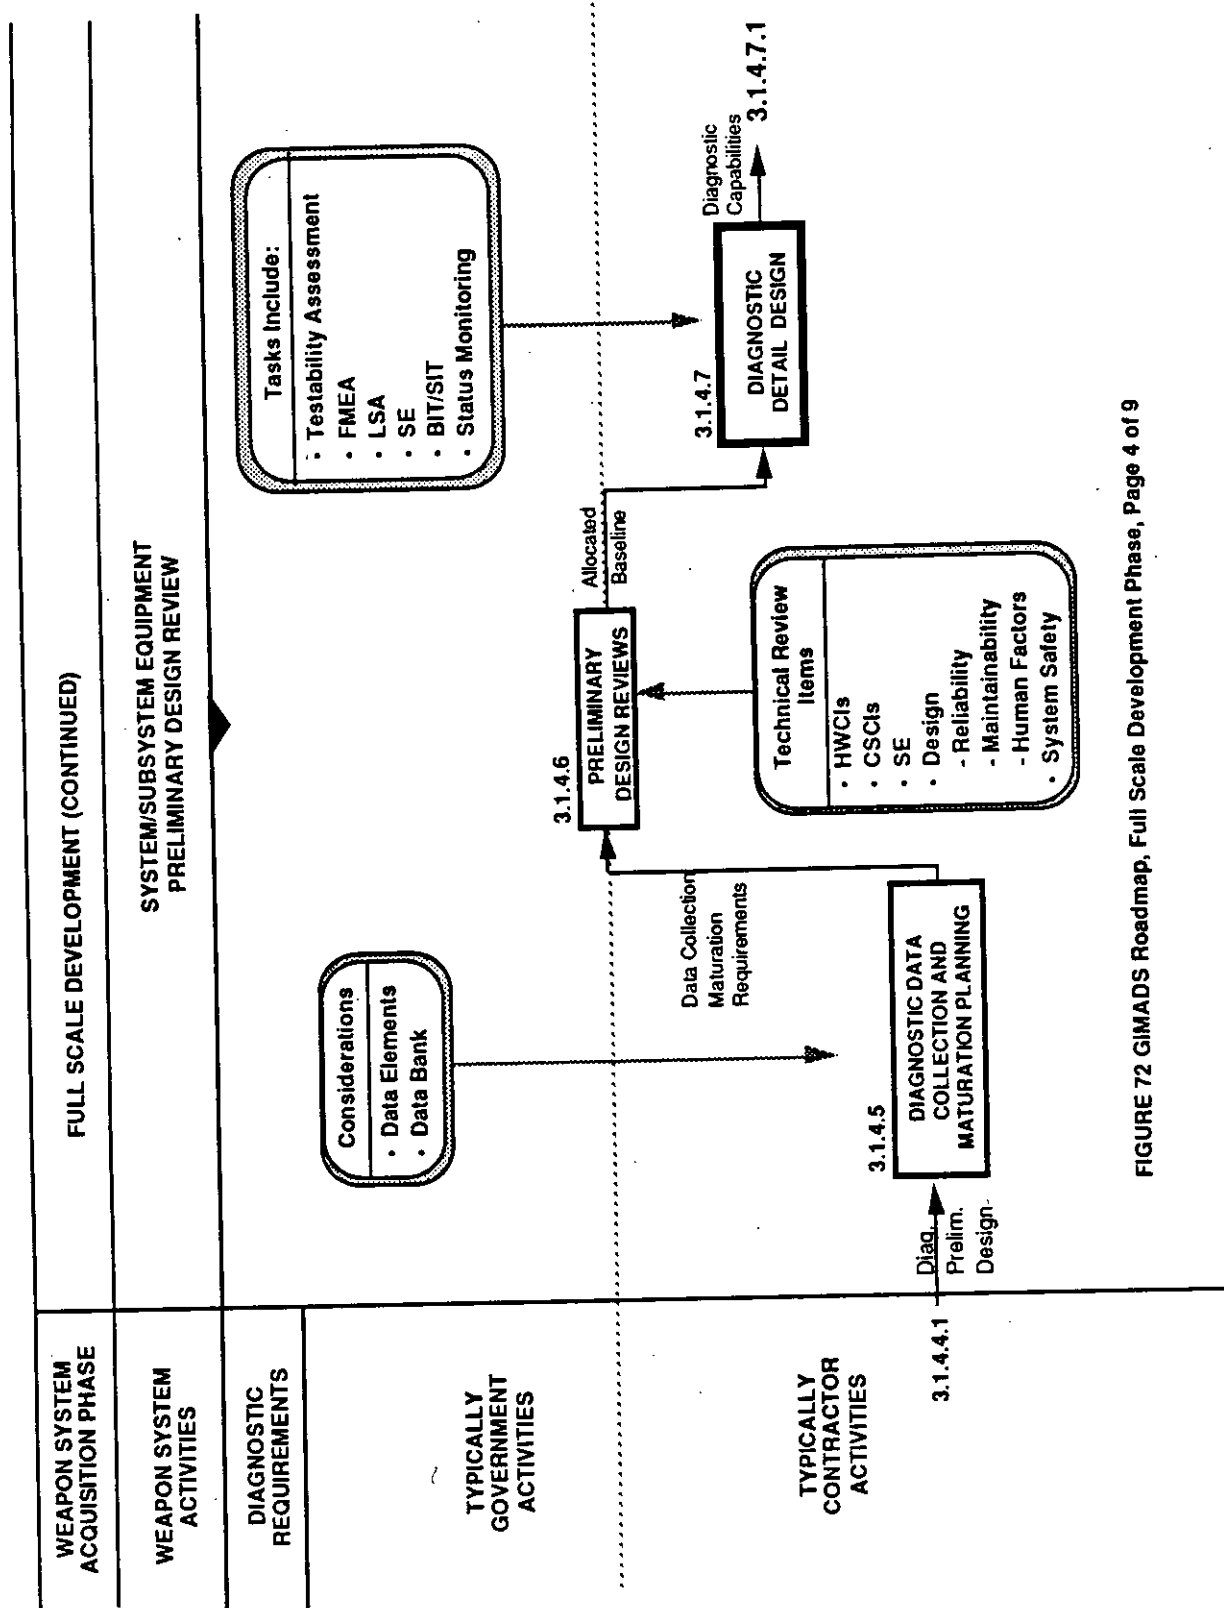 WEAPON SYSTEM
ACQUISITION PHASE
FULL SCALE DEVELOPMENT (CONTINUED)
WEAPON SYSTEM
ACTIVITIES
SYSTEM/SUBSYSTEM EQUIPMENT
PRELIMINARY DESIGN REVIEW
DIAGNOSTIC
REQUIREMENTS
TYPICALLY
GOVERNMENT
ACTIVITIES
Considerations
• Data Elements
• Data Bank
Tasks Include:
• Testability Assessment
• FMEA
• LSA
• SE
• BIT/SIT
• Status Monitoring
3.1.4.6
PRELIMINARY
DESIGN REVIEWS
Allocated
Baseline
TYPICALLY
CONTRACTOR
ACTIVITIES
3.1.4.4.1
Diag.
Prelim.
Design
3.1.4.5
DIAGNOSTIC DATA
COLLECTION AND
MATURATION PLANNING
Data Collection
Maturation
Requirements
Technical Review
Items
• HWCIs
• CSCIs
• SE
• Design
- Reliability
- Maintainability
- Human Factors
• System Safety
3.1.4.7
DIAGNOSTIC
DETAIL DESIGN
Diagnostic
Capabilities
3.1.4.7.1
FIGURE 72 GIMADS Roadmap, Full Scale Development Phase, Page 4 of 9